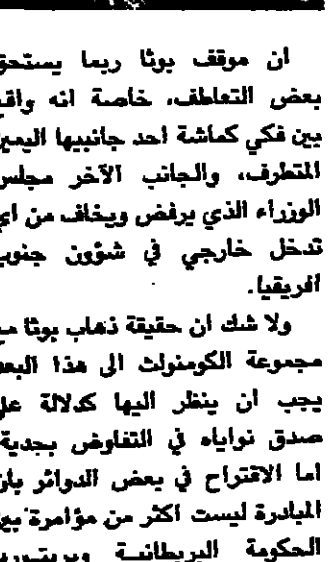 ان موقف بوثا ربما يستحق
بعض التعاطف، خاصة انه واقع
بين فكي كماشة احد جانبيها اليمين
المتطرف، والجانب الآخر مجلس
الوزراء الذي يرفض ويخاف من اي
تدخل خارجي في شؤون جنوب
افريقيا.
ولا شك ان حقيقة ذهاب بوثا مع
مجموعة الكومنولث الى هذا البعد
يجب ان ينظر اليها كدلالة على
صدق نواياه في التفاوض بجدية.
اما الاقتراح في بعض الدوائر بان
المبادرة ليست اكثر من مؤامرة بين
الحكومة البريطانية وبريتوريا